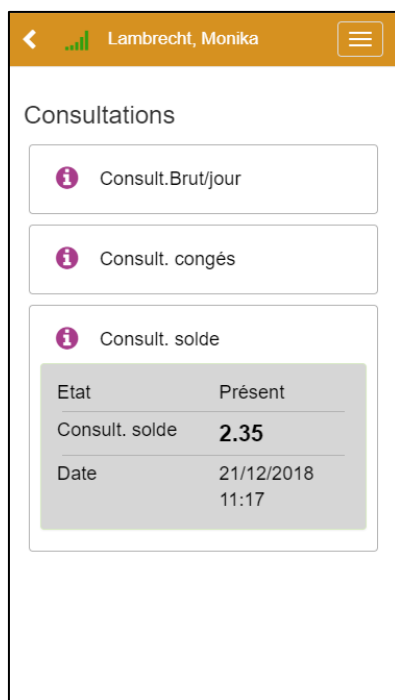 Lambrecht, Monika
Consultations
Consult.Brut/jour
Consult. congés
Consult. solde
Etat Présent
Consult. solde 2.35
Date 21/12/2018
11:17